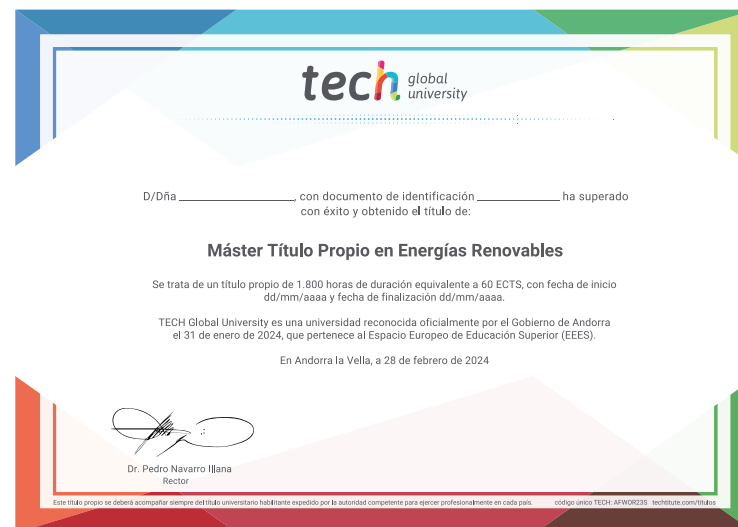 tech global university
D/Dña ____________________, con documento de identificación ______________ ha superado
con éxito y obtenido el título de:
Máster Título Propio en Energías Renovables
Se trata de un título propio de 1.800 horas de duración equivalente a 60 ECTS, con fecha de inicio
dd/mm/aaaa y fecha de finalización dd/mm/aaaa.
TECH Global University es una universidad reconocida oficialmente por el Gobierno de Andorra
el 31 de enero de 2024, que pertenece al Espacio Europeo de Educación Superior (EEES).
En Andorra la Vella, a 28 de febrero de 2024
Dr. Pedro Navarro Illana
Rector
Este título propio se deberá acompañar siempre del título universitario habilitante expedido por la autoridad competente para ejercer profesionalmente en cada país. código único TECH: AFWOR23S techtitute.com/titulos